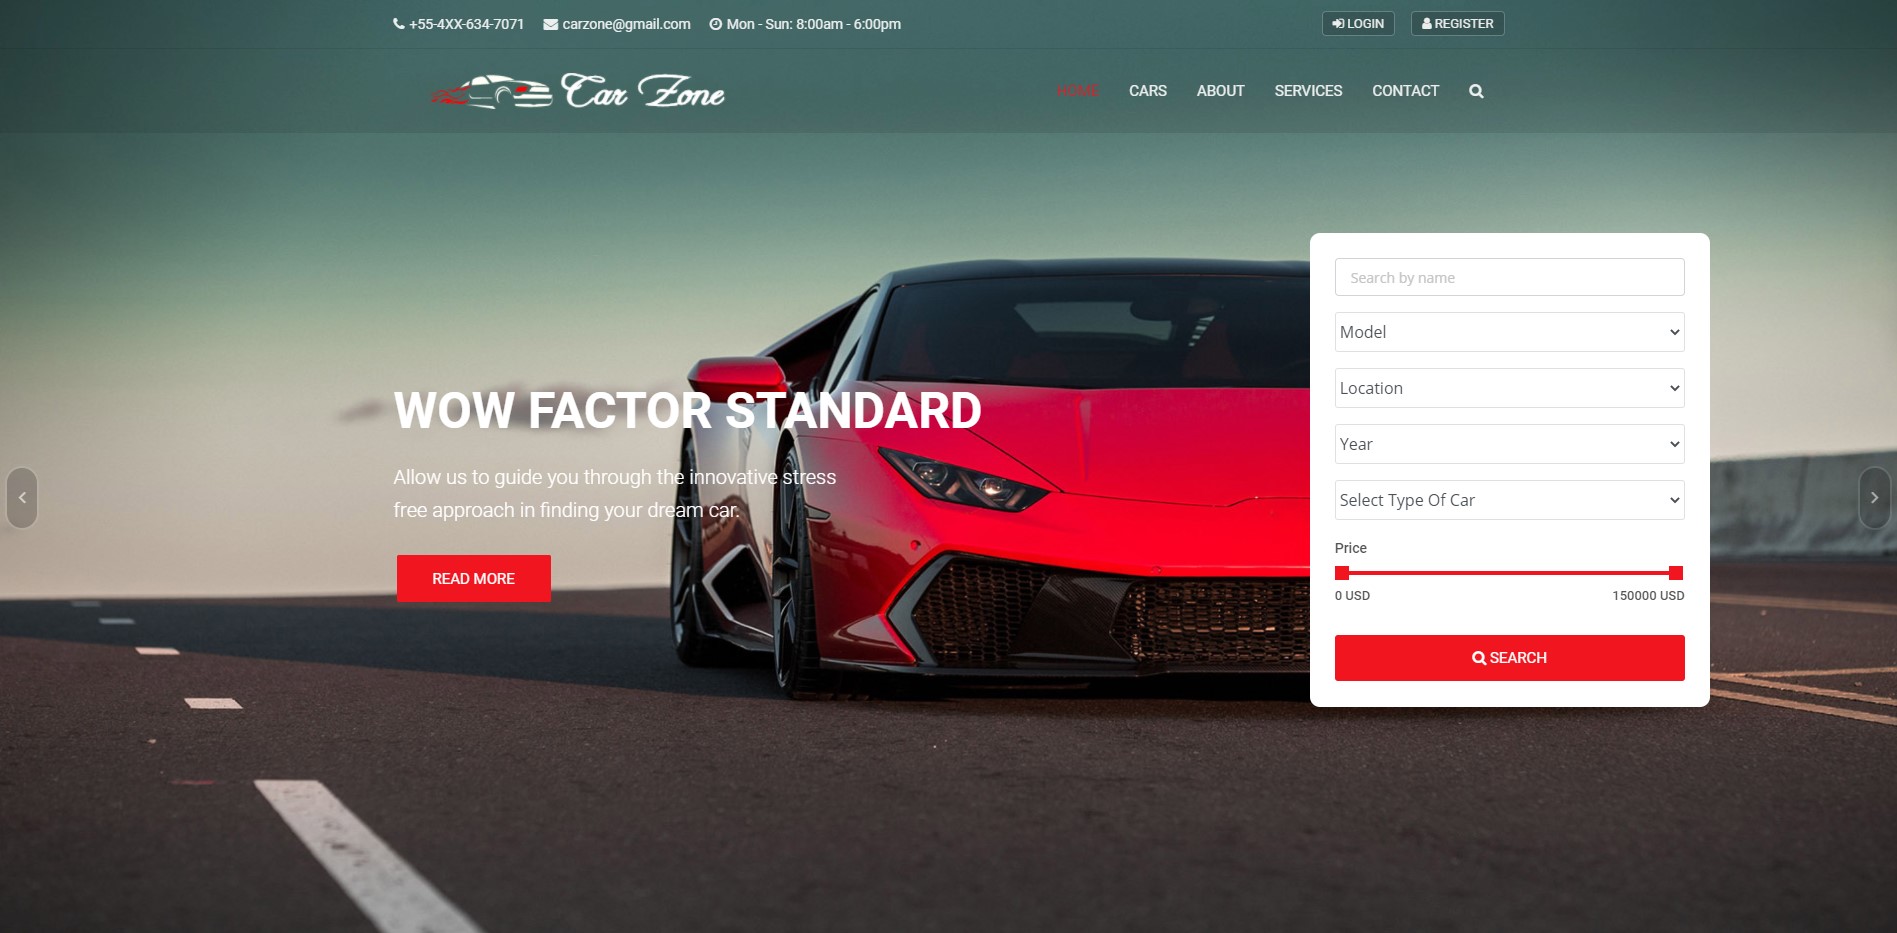 +55-4XX-634-7071 carzone@gmail.com Mon - Sun: 8:00am - 6:00pm LOGIN REGISTER
Car Zone HOME CARS ABOUT SERVICES CONTACT
WOW FACTOR STANDARD
Allow us to guide you through the innovative stress
free approach in finding your dream car.
READ MORE
Search by name
Model
Location
Year
Select Type Of Car
Price
0 USD 150000 USD
SEARCH